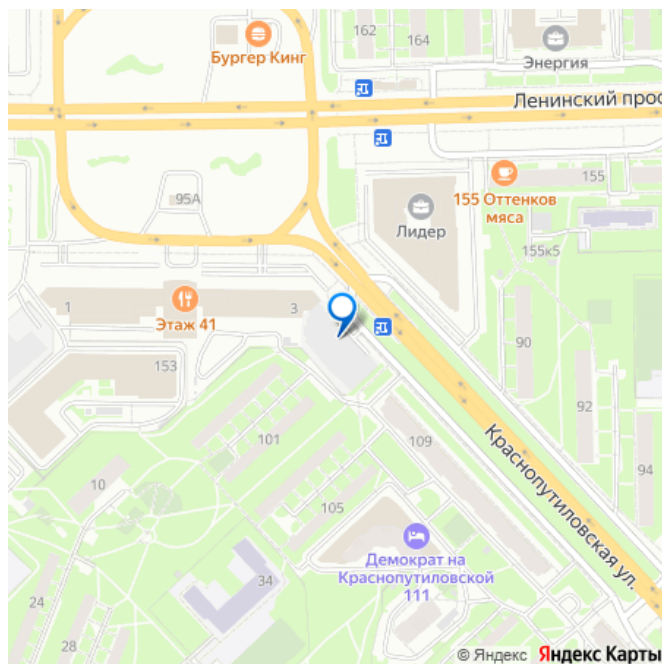 162
164
Бургер Кинг
Энергия
Ленинский прос
155
155 Оттенков
мяса
95А
Лидер
155к5
1
3
Этаж 41
90
153
92
101
109
94
10
105
Краснопутиловская ул.
Демократ на
Краснопутиловской
111
34
24
28
© Яндекс Яндекс Карты